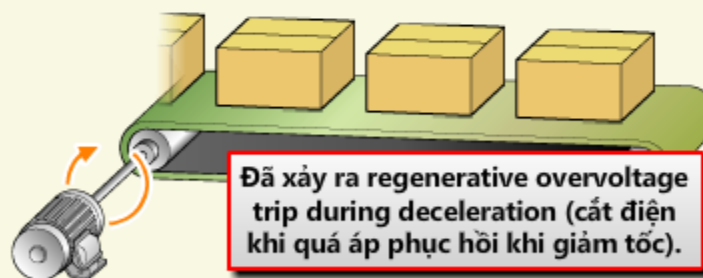 Đã xảy ra regenerative overvoltage
trip during deceleration (cắt điện
khi quá áp phục hồi khi giảm tốc).